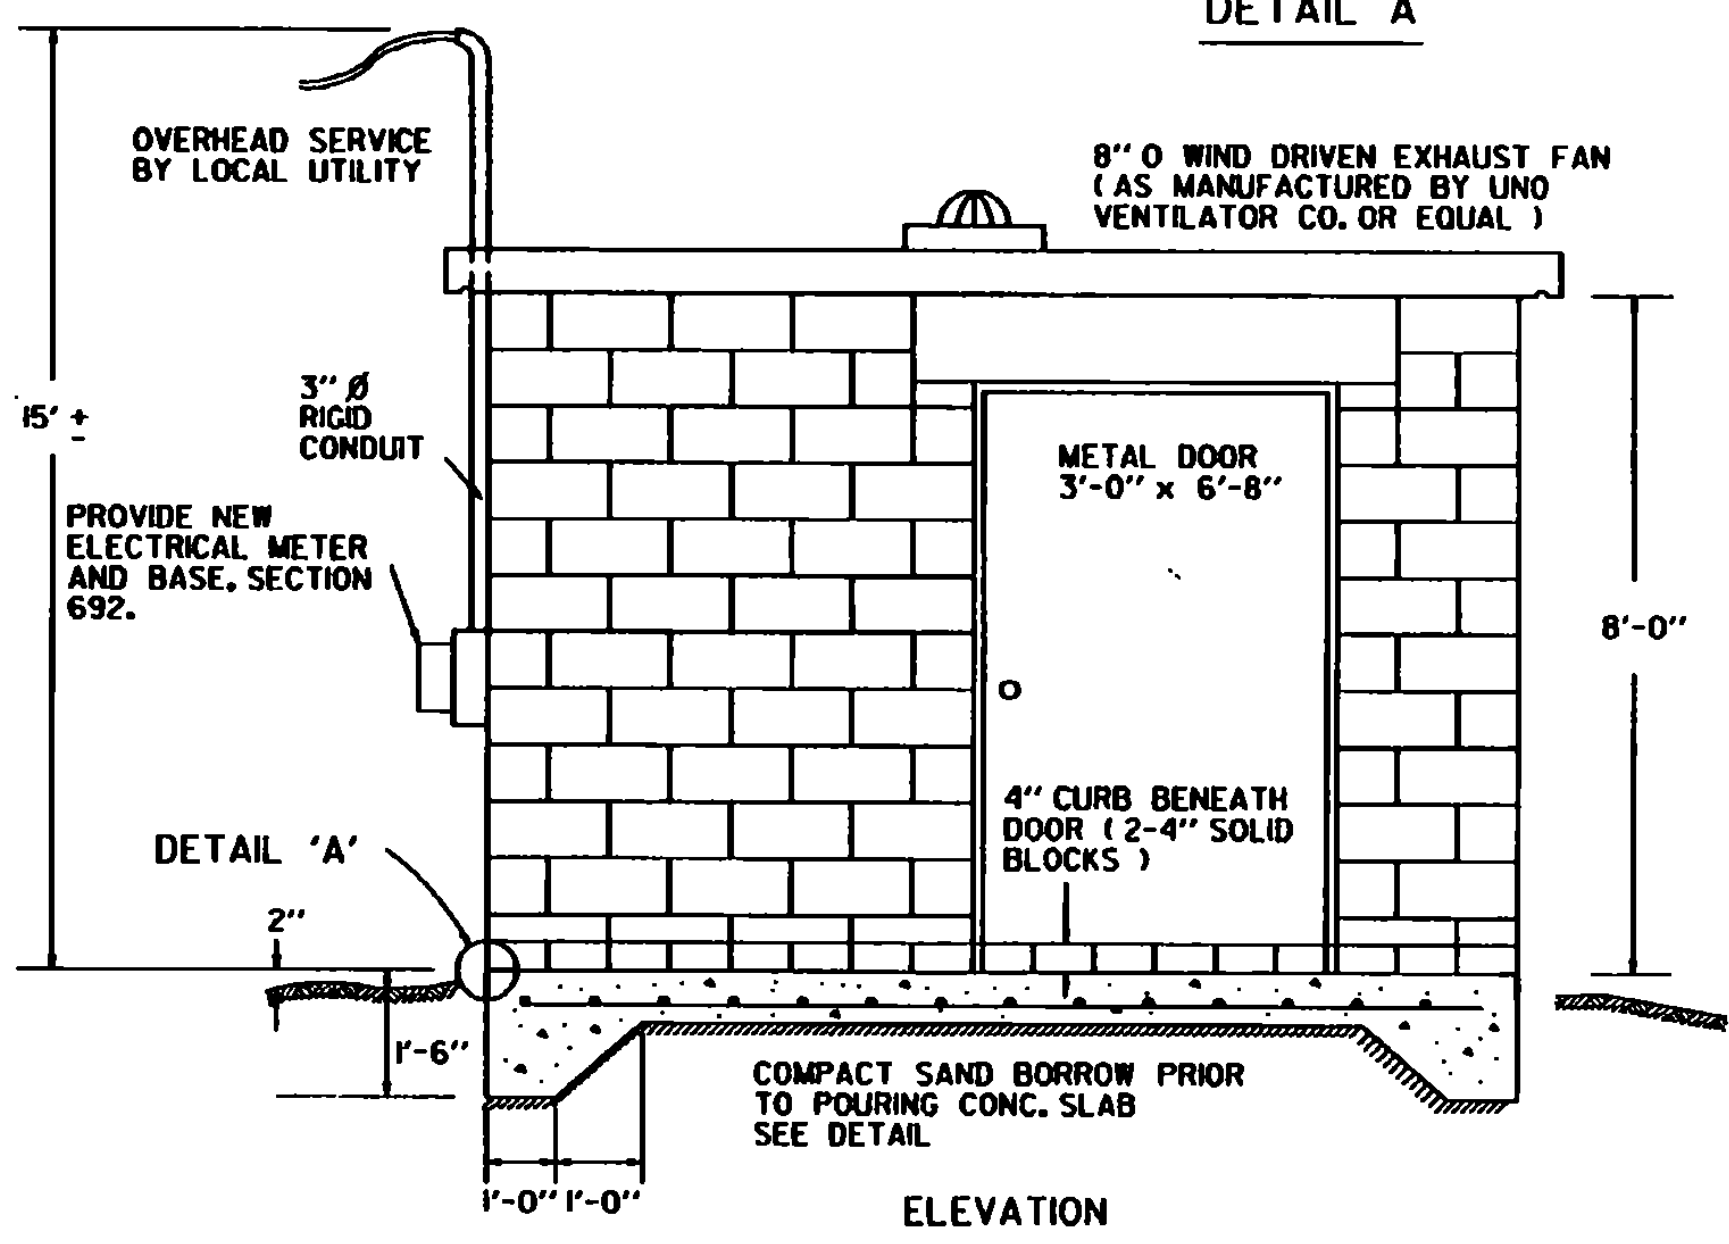 DETAIL A
OVERHEAD SERVICE
BY LOCAL UTILITY
8" O WIND DRIVEN EXHAUST FAN
( AS MANUFACTURED BY UNO
VENTILATOR CO. OR EQUAL )
15' ±
3" Ø
RIGID
CONDUIT
METAL DOOR
3'-0" x 6'-8"
PROVIDE NEW
ELECTRICAL METER
AND BASE. SECTION
692.
8'-0"
4" CURB BENEATH
DOOR ( 2-4" SOLID
BLOCKS )
DETAIL 'A'
2"
1'-6"
COMPACT SAND BORROW PRIOR
TO POURING CONC. SLAB
SEE DETAIL
1'-0" 1'-0"
ELEVATION